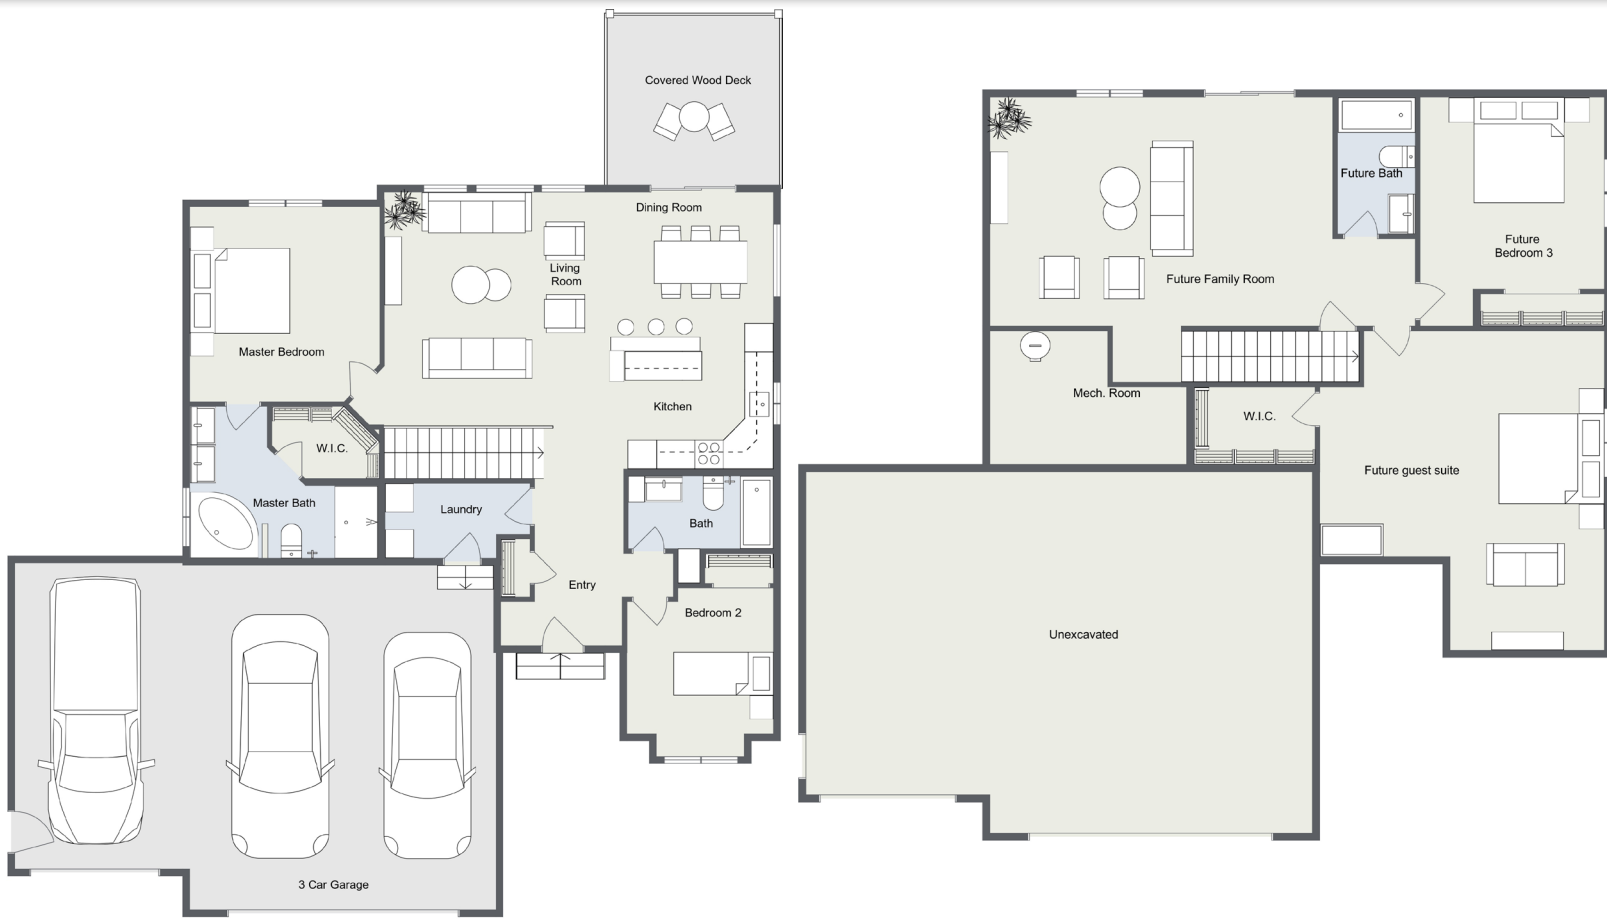 Covered Wood Deck
Dining Room
Living
Room
Master Bedroom
Kitchen
W.I.C.
Master Bath
Laundry
Bath
Entry
Bedroom 2
3 Car Garage
Future Bath
Future
Bedroom 3
Future Family Room
Mech. Room
W.I.C.
Future guest suite
Unexcavated